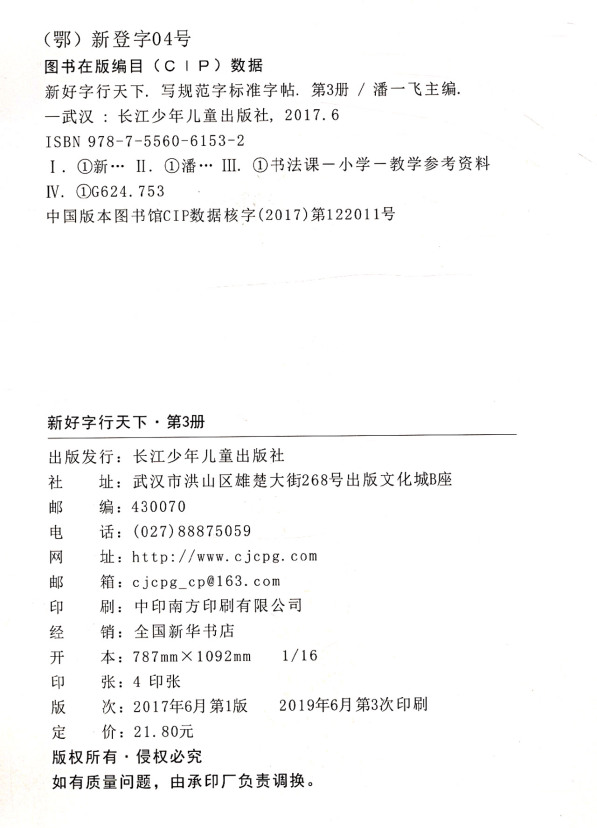 （鄂）新登字04号
图书在版编目（CIP）数据
新好字行天下. 写规范字标准字帖. 第3册 / 潘一飞主编.
—武汉 : 长江少年儿童出版社, 2017.6
ISBN 978-7-5560-6153-2
Ⅰ. ①新… Ⅱ. ①潘… Ⅲ. ①书法课－小学－教学参考资料
Ⅳ. ①G624.753
中国版本图书馆CIP数据核字(2017)第122011号
新好字行天下·第3册
出版发行：长江少年儿童出版社
社 址：武汉市洪山区雄楚大街268号出版文化城B座
邮 编：430070
电 话：(027)88875059
网 址：http://www.cjcpg.com
邮 箱：cjcpg_cp@163.com
印 刷：中印南方印刷有限公司
经 销：全国新华书店
开 本：787mm×1092mm 1/16
印 张：4 印张
版 次：2017年6月第1版 2019年6月第3次印刷
定 价：21.80元
版权所有·侵权必究
如有质量问题，由承印厂负责调换。